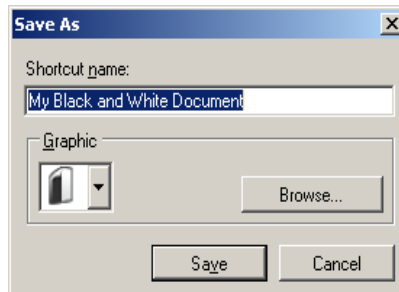 Save As
Shortcut name:
My Black and White Document
Graphic
Browse...
Save
Cancel